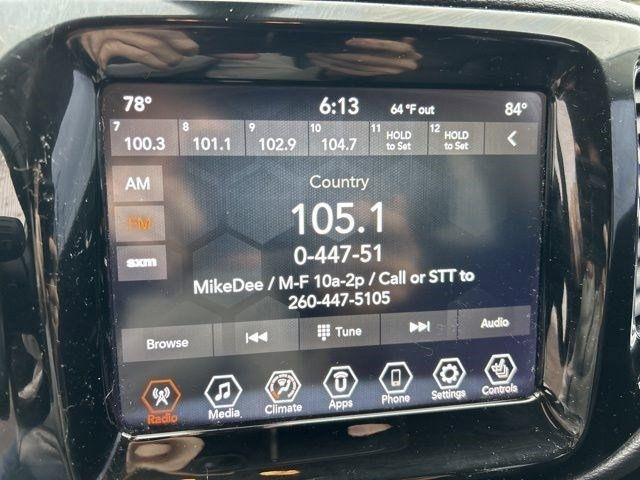 78° 6:13 64 °F out 84°
7 100.3 8 101.1 9 102.9 10 104.7 11 HOLD to Set 12 HOLD to Set <
AM
Country
105.1
FM
0-447-51
sxm
MikeDee / M-F 10a-2p / Call or STT to
260-447-5105
Browse Tune Audio
Radio Media Climate Apps Phone Settings Controls